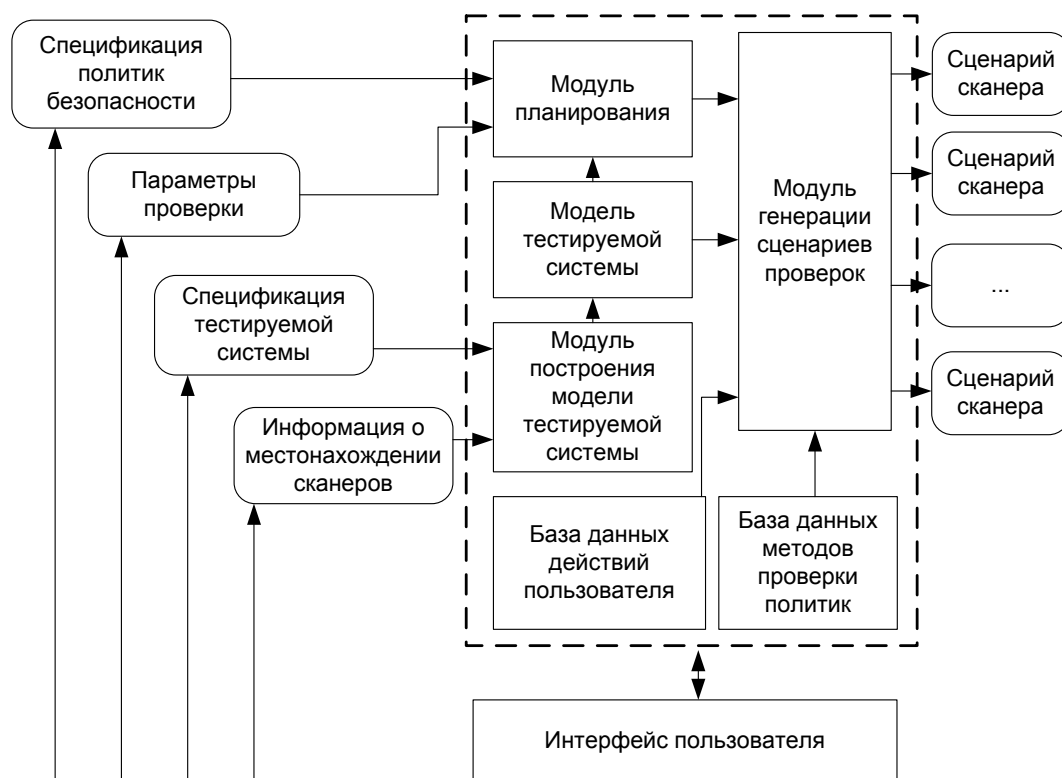 Спецификация
политик
безопасности
Параметры
проверки
Спецификация
тестируемой
системы
Информация о
местонахождении
сканеров
Модуль
планирования
Модель
тестируемой
системы
Модуль
построения
модели
тестируемой
системы
База данных
действий
пользователя
Модуль
генерации
сценариев
проверок
База данных
методов
проверки
политик
Сценарий
сканера
Сценарий
сканера
...
Сценарий
сканера
Интерфейс пользователя